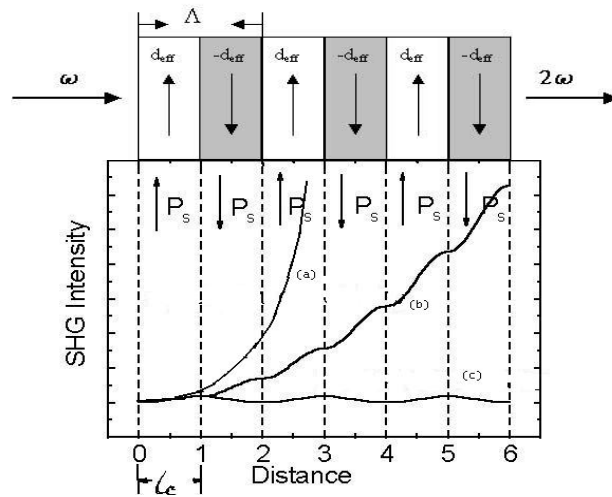 Λ
d_eff -d_eff d_eff -d_eff d_eff -d_eff
ω 2ω
P_S P_S P_S P_S P_S P_S
SHG Intensity
(a)
(b)
(c)
0 1 2 3 4 5 6
l_c Distance